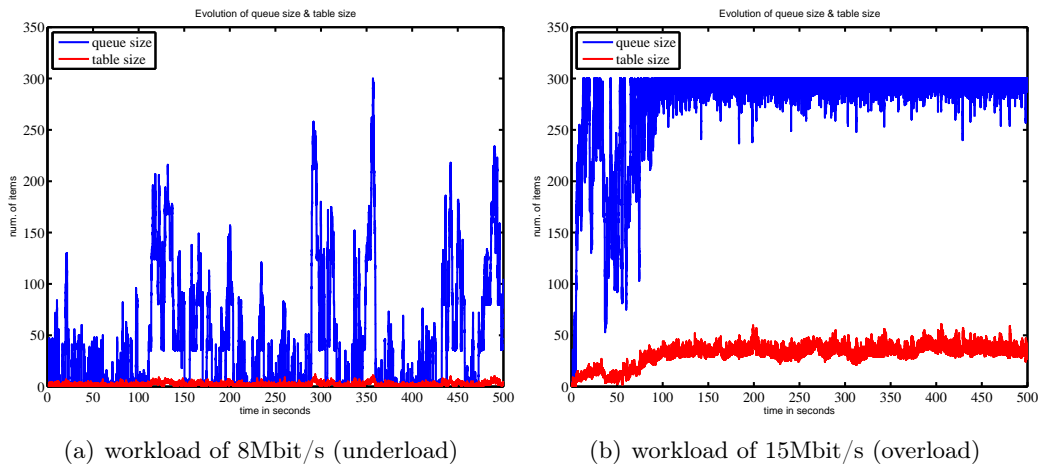 Evolution of queue size & table size
350
300
250
200
150
100
50
0
num. of items
queue size
table size
0 50 100 150 200 250 300 350 400 450 500
time in seconds
(a) workload of 8Mbit/s (underload)
Evolution of queue size & table size
350
300
250
200
150
100
50
0
num. of items
queue size
table size
0 50 100 150 200 250 300 350 400 450 500
time in seconds
(b) workload of 15Mbit/s (overload)